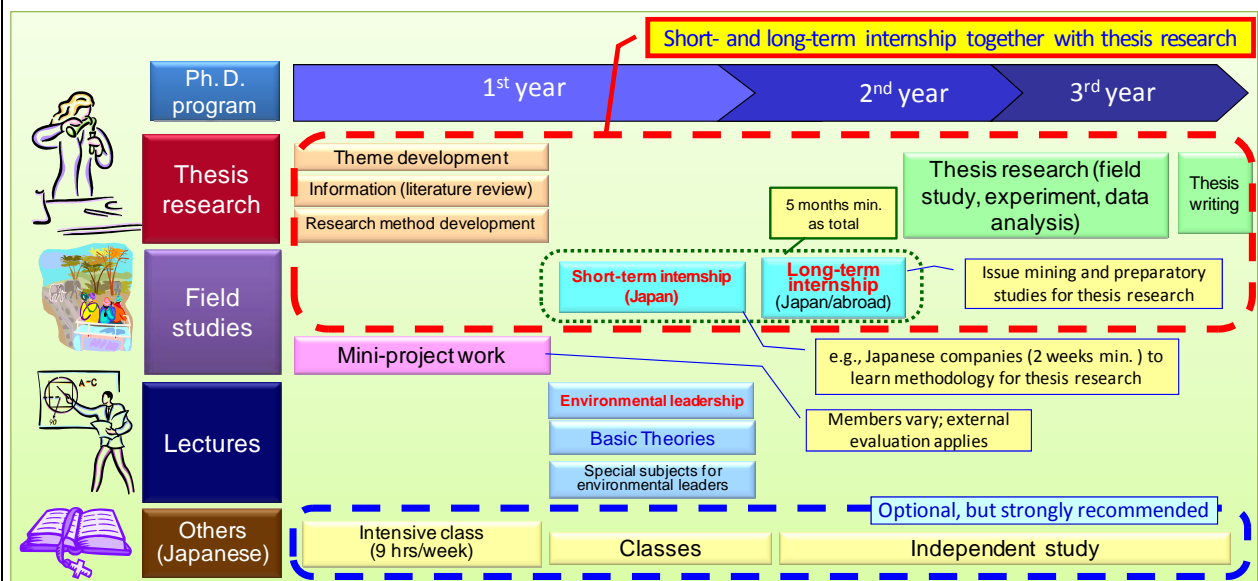 Short- and long-term internship together with thesis research
Ph. D.
program
1st year
2nd year
3rd year
Thesis
research
Theme development
Information (literature review)
Research method development
Thesis research (field
study, experiment, data
analysis)
Thesis
writing
5 months min.
as total
Field
studies
Short-term internship
(Japan)
Long-term
internship
(Japan/abroad)
Issue mining and preparatory
studies for thesis research
Mini-project work
e.g., Japanese companies (2 weeks min. ) to
learn methodology for thesis research
A-C
90
Lectures
Environmental leadership
Basic Theories
Special subjects for
environmental leaders
Members vary; external
evaluation applies
Others
(Japanese)
Optional, but strongly recommended
Intensive class
(9 hrs/week)
Classes
Independent study